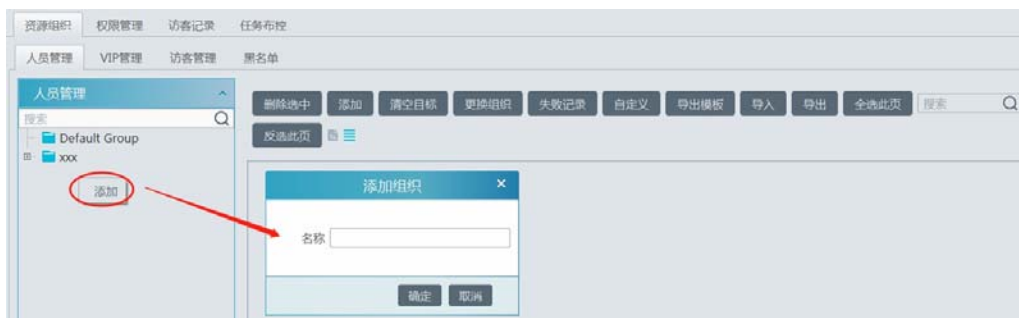 资源组织 权限管理 访客记录 任务布控
人员管理 VIP管理 访客管理 黑名单
人员管理
搜索
Default Group
xxx
添加
删除选中 添加 清空目标 更换组织 失败记录 自定义 导出模板 导入 导出 全选此页 搜索
反选此页
添加组织 ×
名称
确定 取消